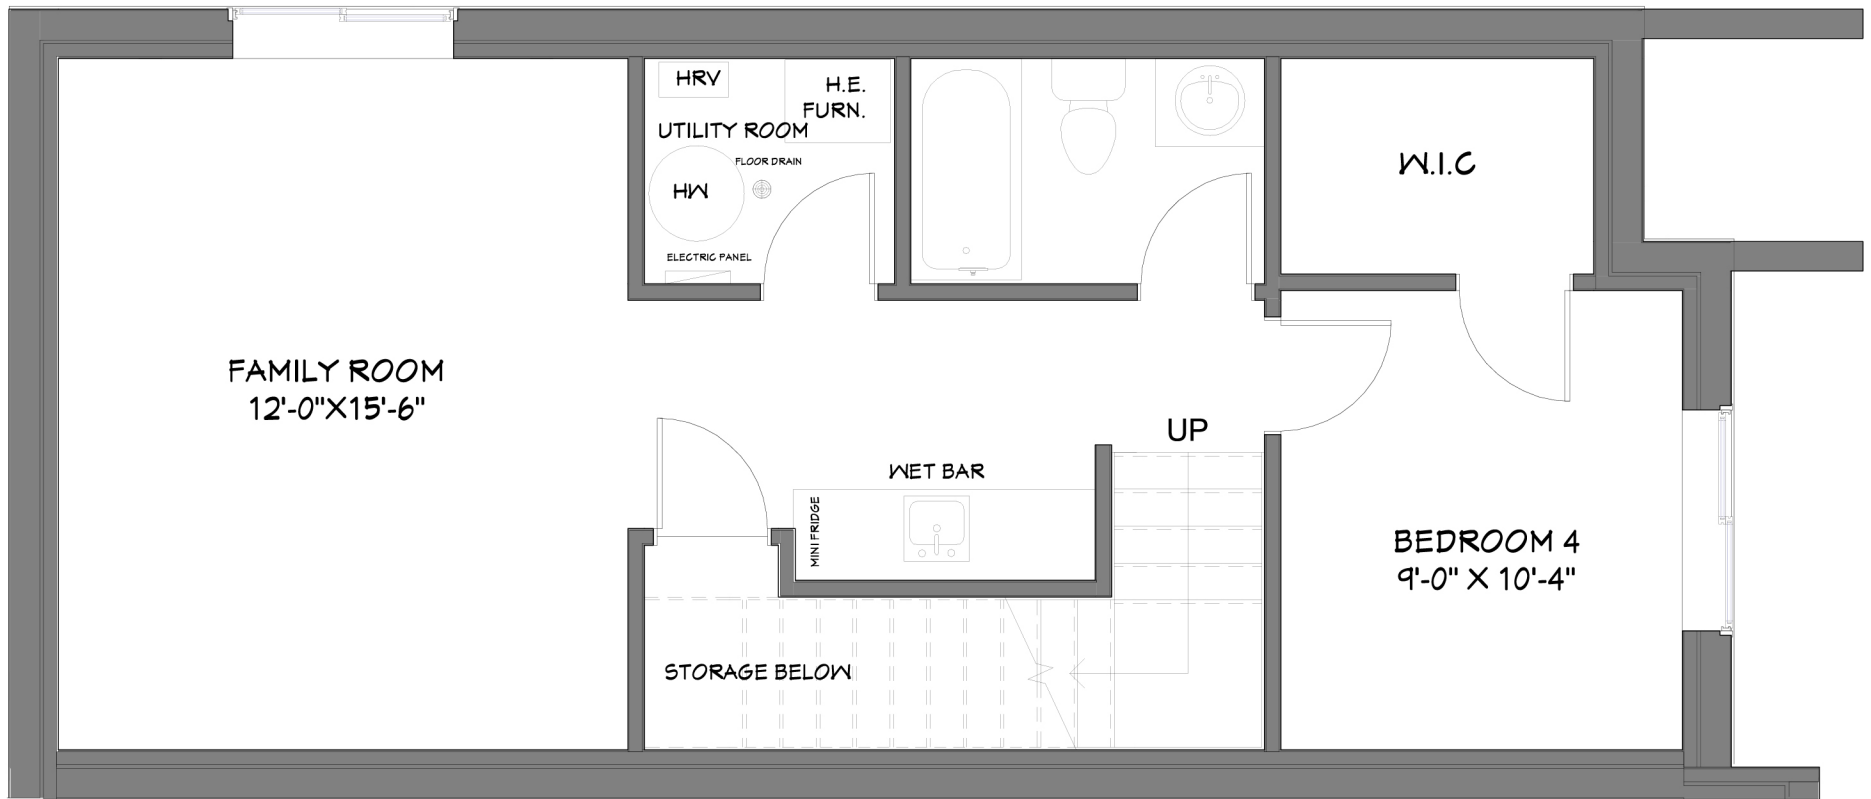 HRV
H.E.
FURN.
UTILITY ROOM
FLOOR DRAIN
HW
ELECTRIC PANEL
W.I.C
FAMILY ROOM
12'-0"X15'-6"
UP
WET BAR
MINI FRIDGE
BEDROOM 4
9'-0" X 10'-4"
STORAGE BELOW